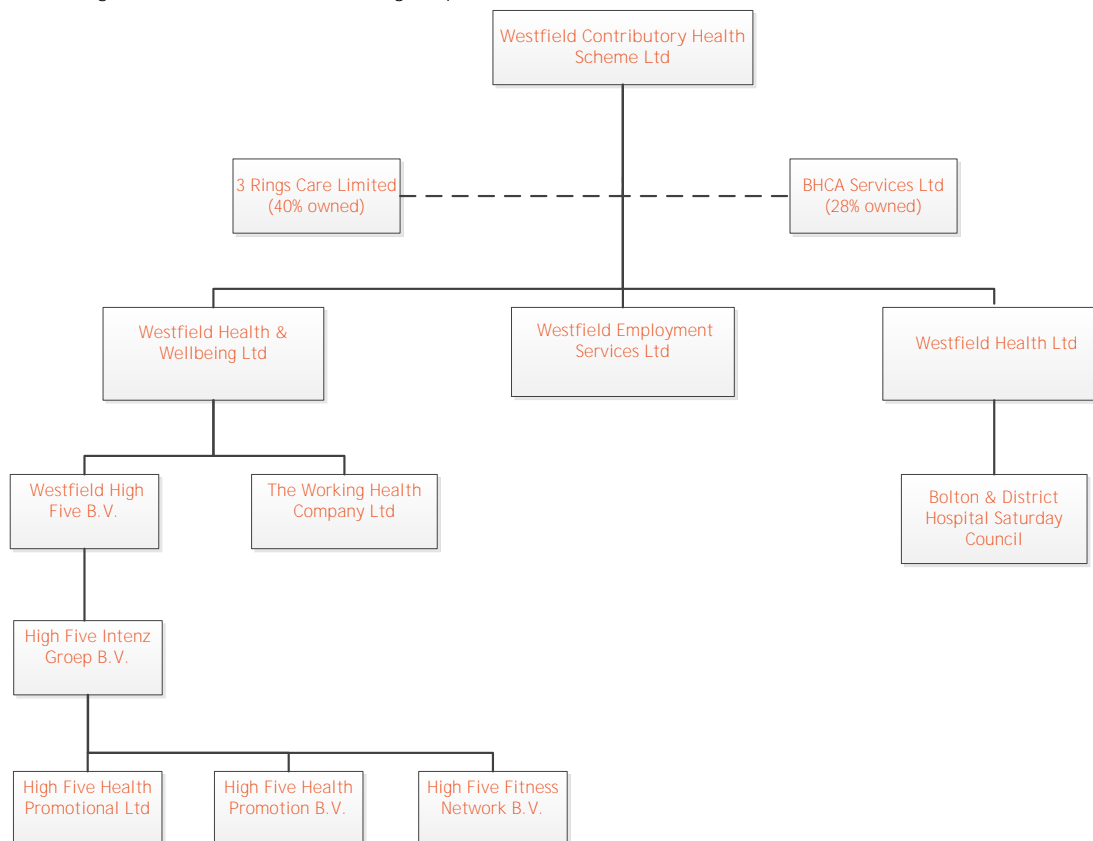 Westfield Contributory Health
Scheme Ltd
3 Rings Care Limited
(40% owned)
BHCA Services Ltd
(28% owned)
Westfield Health &
Wellbeing Ltd
Westfield Employment
Services Ltd
Westfield Health Ltd
Westfield High
Five B.V.
The Working Health
Company Ltd
Bolton & District
Hospital Saturday
Council
High Five Intenz
Groep B.V.
High Five Health
Promotional Ltd
High Five Health
Promotion B.V.
High Five Fitness
Network B.V.